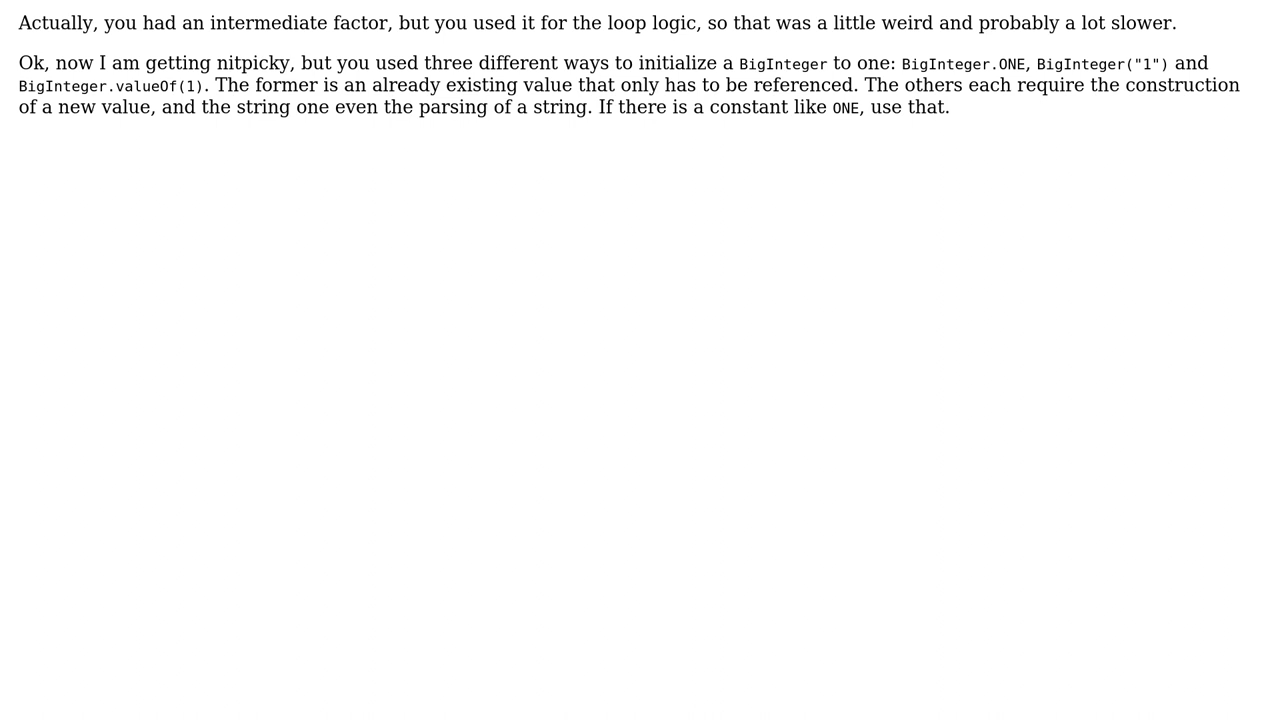 Actually, you had an intermediate factor, but you used it for the loop logic, so that was a little weird and probably a lot slower.
Ok, now I am getting nitpicky, but you used three different ways to initialize a BigInteger to one: BigInteger.ONE, BigInteger("1") and
BigInteger.valueOf(1). The former is an already existing value that only has to be referenced. The others each require the construction
of a new value, and the string one even the parsing of a string. If there is a constant like ONE, use that.